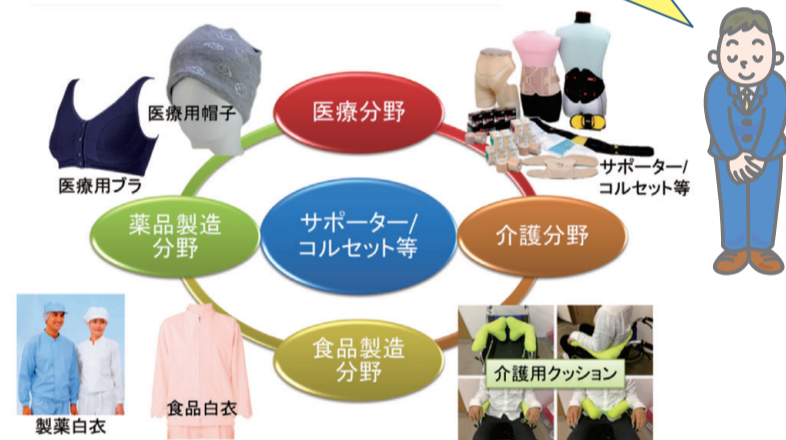 医療用帽子
医療用ブラ
医療分野
サポーター/
コルセット等
薬品製造
分野
サポーター/
コルセット等
介護分野
食品製造
分野
製薬白衣
食品白衣
介護用クッション